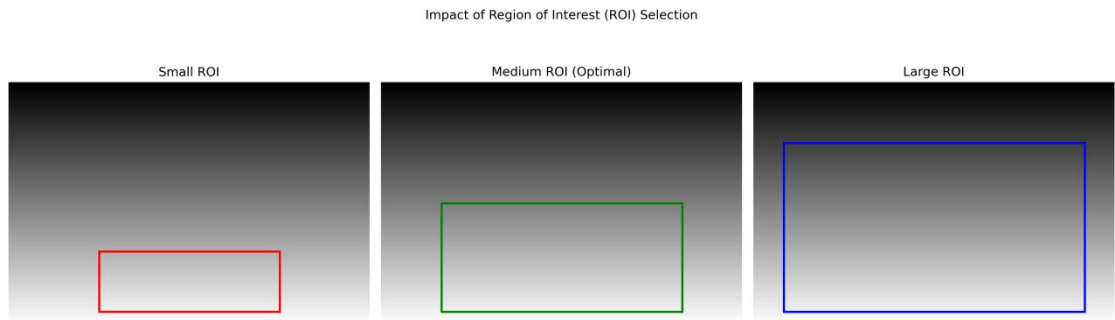 Impact of Region of Interest (ROI) Selection
Small ROI
Medium ROI (Optimal)
Large ROI